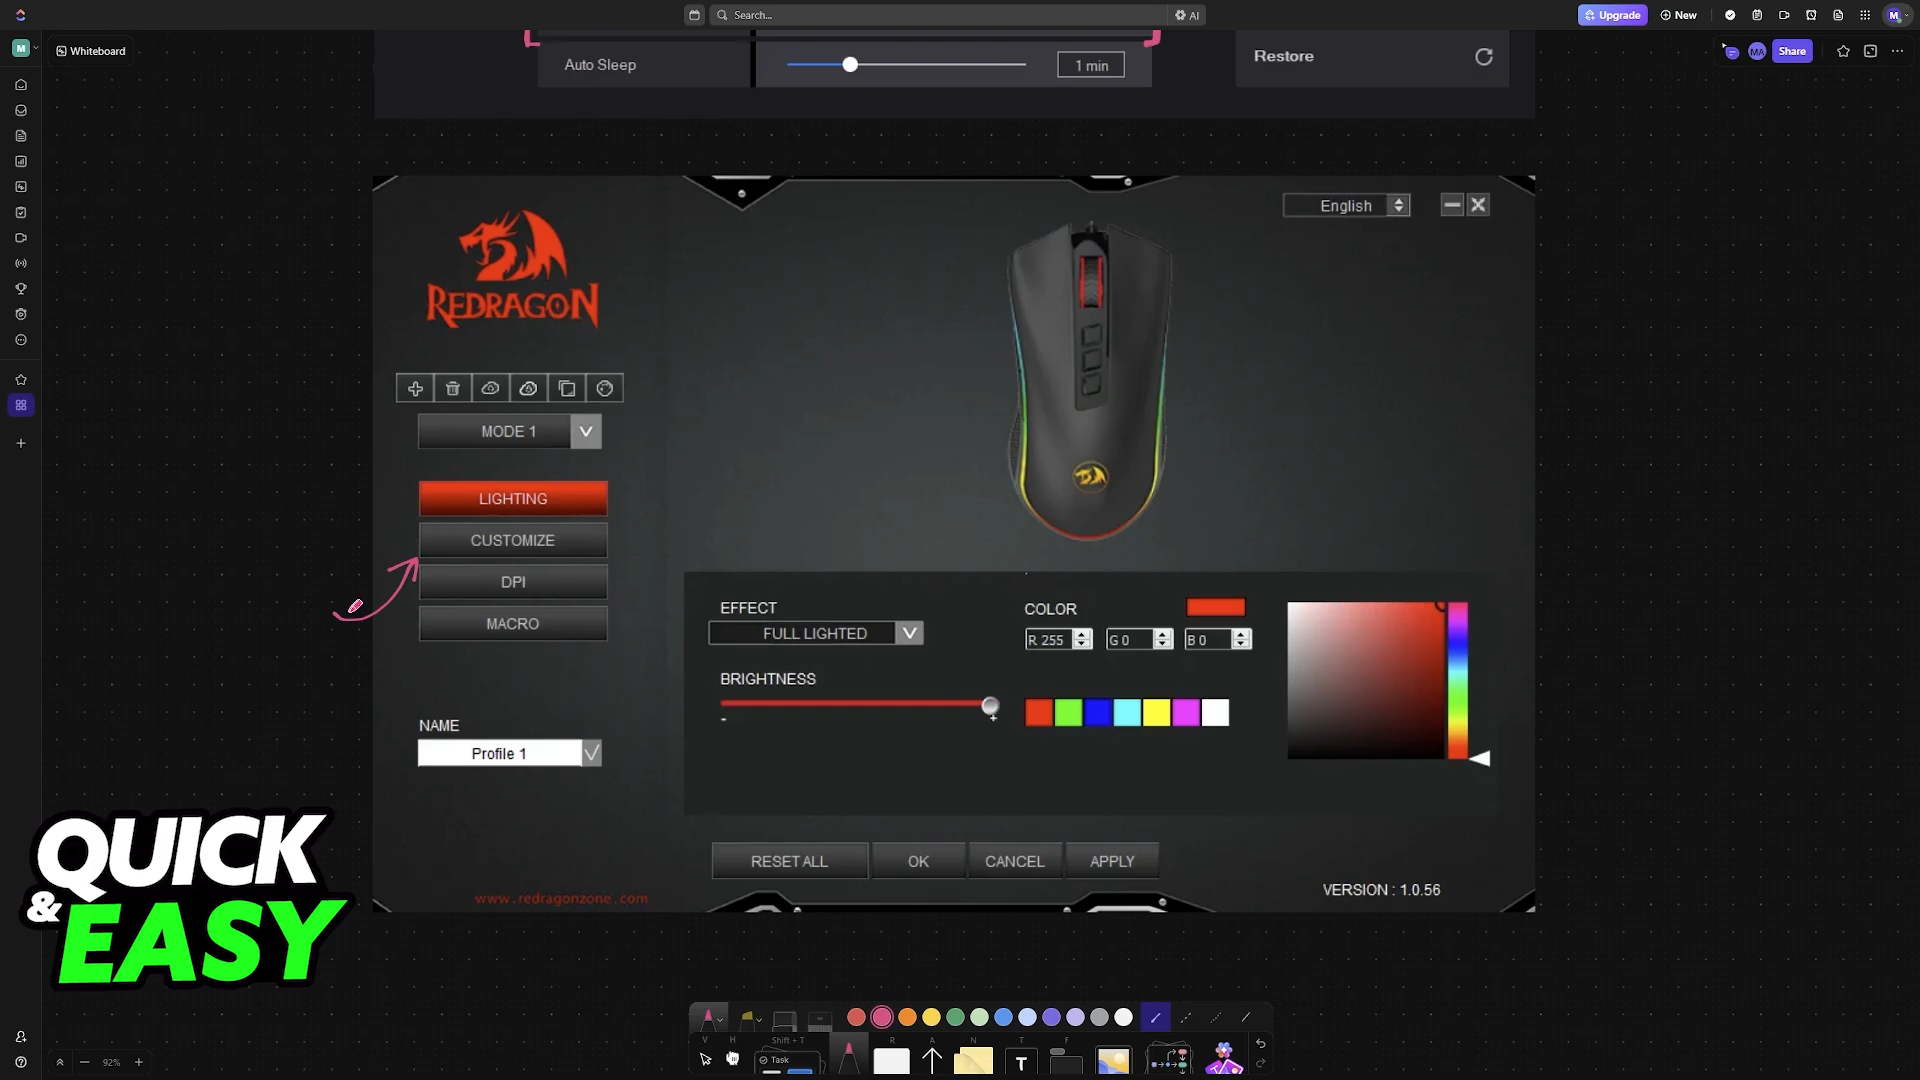 Search...
AI
Upgrade
New
M
M
Whiteboard
MA
Share
Auto Sleep
1 min
Restore
English
REDRAGON
MODE 1
LIGHTING
CUSTOMIZE
DPI
MACRO
EFFECT
FULL LIGHTED
COLOR
R 255
G 0
B 0
BRIGHTNESS
-
+
NAME
Profile 1
RESET ALL
OK
CANCEL
APPLY
VERSION : 1.0.56
www.redragonzone.com
QUICK
&
EASY
V
H
Shift + T
R
A
N
T
F
Task
T
92%